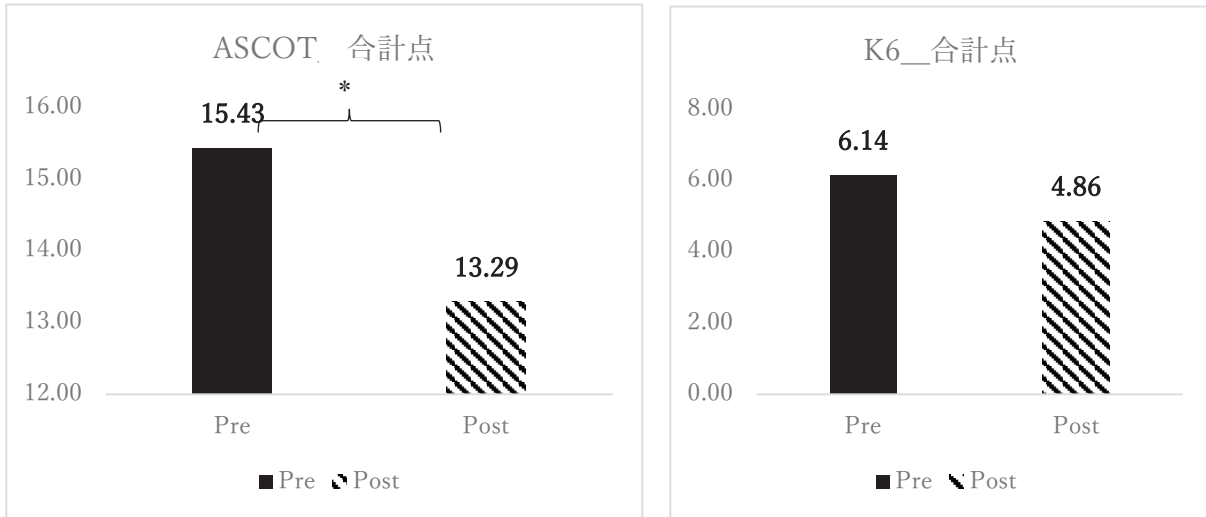 ASCOT_ 合計点
*
16.00
15.43
15.00
14.00
13.29
13.00
12.00
Pre
Post
Pre
Post
K6__合計点
8.00
6.14
6.00
4.86
4.00
2.00
0.00
Pre
Post
Pre
Post